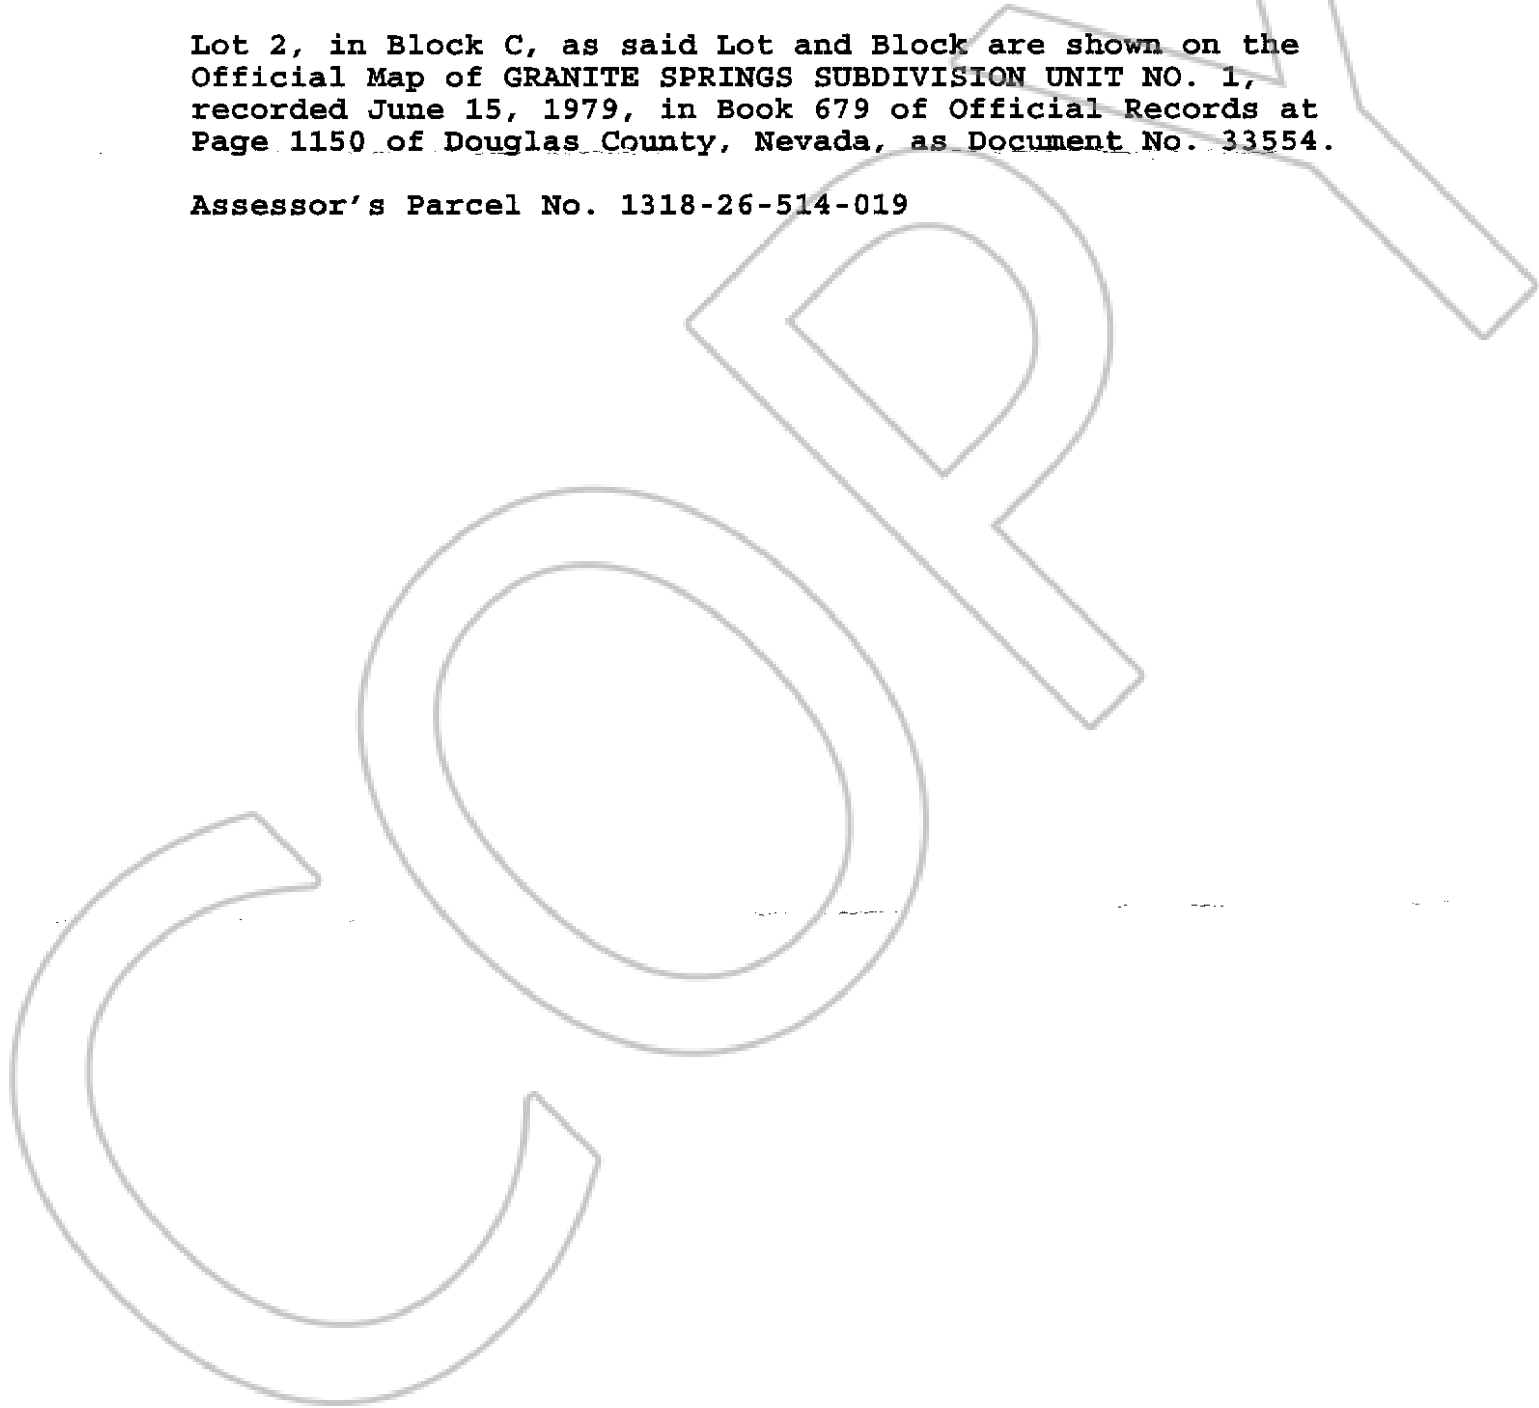 Lot 2, in Block C, as said Lot and Block are shown on the
Official Map of GRANITE SPRINGS SUBDIVISION UNIT NO. 1,
recorded June 15, 1979, in Book 679 of Official Records at
Page 1150 of Douglas County, Nevada, as Document No. 33554.
Assessor's Parcel No. 1318-26-514-019
COPY